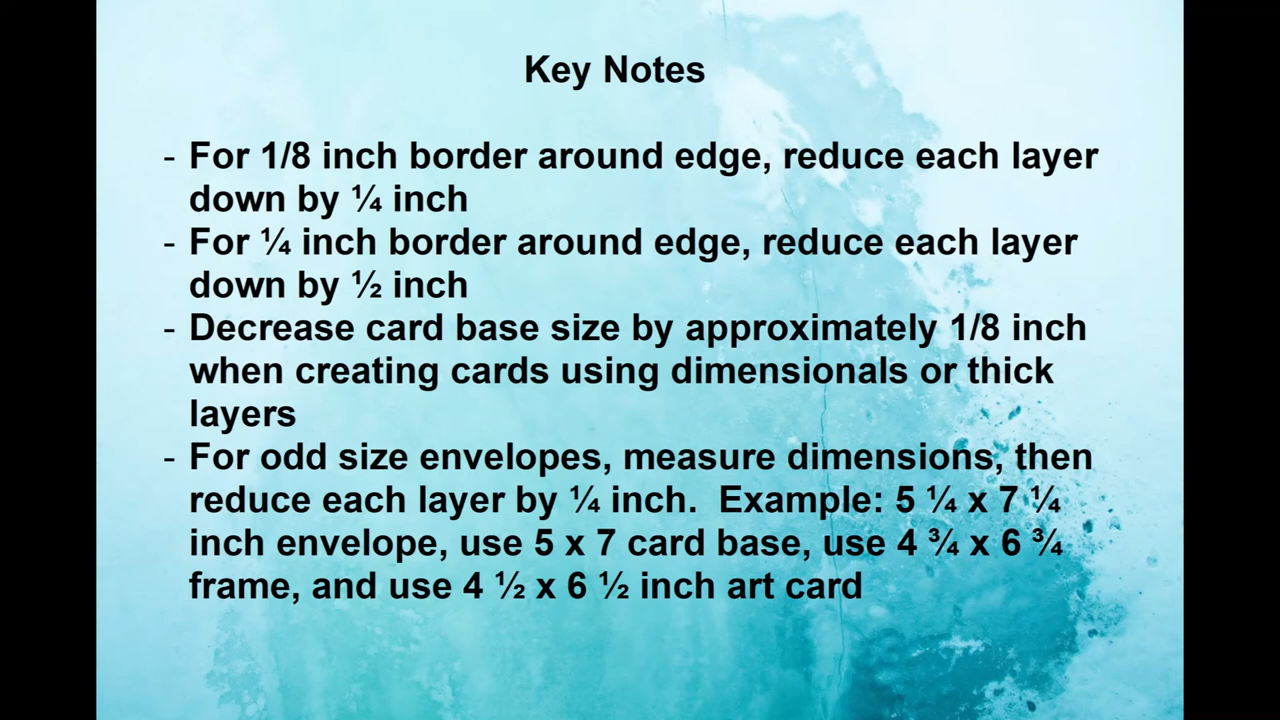 Key Notes
- For 1/8 inch border around edge, reduce each layer
down by ¼ inch
- For ¼ inch border around edge, reduce each layer
down by ½ inch
- Decrease card base size by approximately 1/8 inch
when creating cards using dimensionals or thick
layers
- For odd size envelopes, measure dimensions, then
reduce each layer by ¼ inch.  Example: 5 ¼ x 7 ¼
inch envelope, use 5 x 7 card base, use 4 ¾ x 6 ¾
frame, and use 4 ½ x 6 ½ inch art card